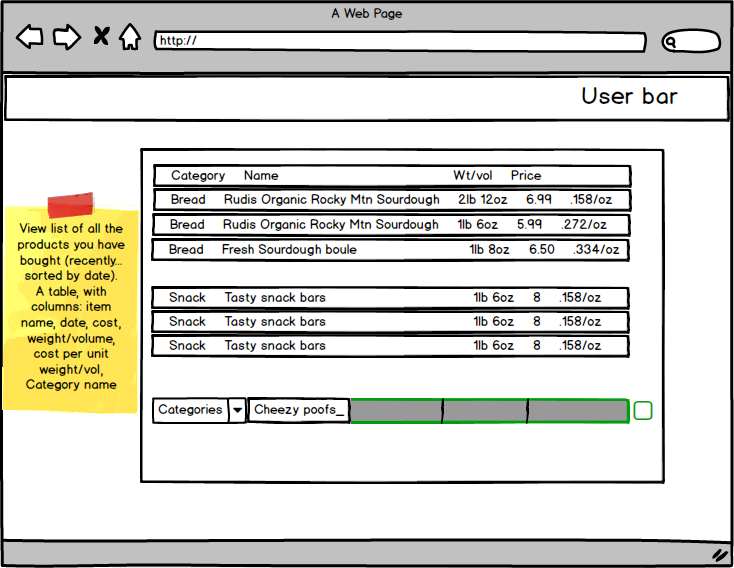 A Web Page
http://
User bar
Category Name Wt/vol Price
Bread Rudis Organic Rocky Mtn Sourdough 2lb 12oz 6.99 .158/oz
Bread Rudis Organic Rocky Mtn Sourdough 1lb 6oz 5.99 .272/oz
Bread Fresh Sourdough boule 1lb 8oz 6.50 .334/oz
Snack Tasty snack bars 1lb 6oz 8 .158/oz
Snack Tasty snack bars 1lb 6oz 8 .158/oz
Snack Tasty snack bars 1lb 6oz 8 .158/oz
Categories Cheezy poofs_
View list of all the
products you have
bought (recently...
sorted by date).
A table, with
columns: item
name, date, cost,
weight/volume,
cost per unit
weight/vol,
Category name